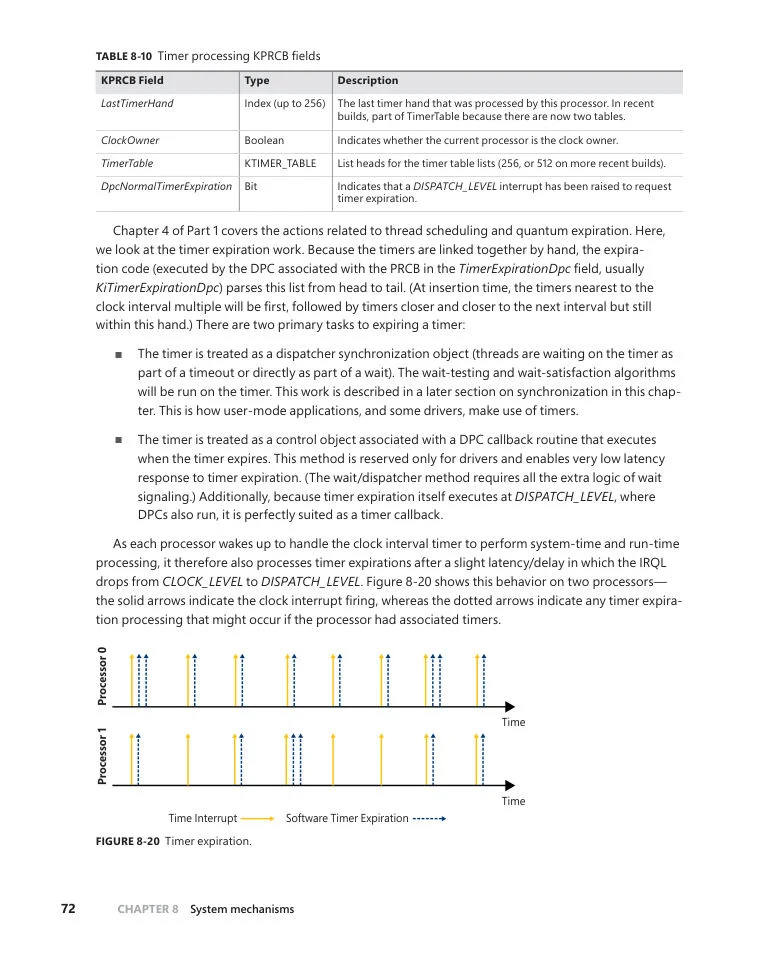 TABLE 8-10 Timer processing KPRCB fields
KPRCB Field Type Description
LastTimerHand Index (up to 256) The last timer hand that was processed by this processor. In recent
builds, part of TimerTable because there are now two tables.
ClockOwner Boolean Indicates whether the current processor is the clock owner.
TimerTable KTIMER_TABLE List heads for the timer table lists (256, or 512 on more recent builds).
DpcNormalTimerExpiration Bit Indicates that a DISPATCH_LEVEL interrupt has been raised to request
timer expiration.
Chapter 4 of Part 1 covers the actions related to thread scheduling and quantum expiration. Here,
we look at the timer expiration work. Because the timers are linked together by hand, the expira-
tion code (executed by the DPC associated with the PRCB in the TimerExpirationDpc field, usually
KiTimerExpirationDpc) parses this list from head to tail. (At insertion time, the timers nearest to the
clock interval multiple will be first, followed by timers closer and closer to the next interval but still
within this hand.) There are two primary tasks to expiring a timer:
■ The timer is treated as a dispatcher synchronization object (threads are waiting on the timer as
part of a timeout or directly as part of a wait). The wait-testing and wait-satisfaction algorithms
will be run on the timer. This work is described in a later section on synchronization in this chap-
ter. This is how user-mode applications, and some drivers, make use of timers.
■ The timer is treated as a control object associated with a DPC callback routine that executes
when the timer expires. This method is reserved only for drivers and enables very low latency
response to timer expiration. (The wait/dispatcher method requires all the extra logic of wait
signaling.) Additionally, because timer expiration itself executes at DISPATCH_LEVEL, where
DPCs also run, it is perfectly suited as a timer callback.
As each processor wakes up to handle the clock interval timer to perform system-time and run-time
processing, it therefore also processes timer expirations after a slight latency/delay in which the IRQL
drops from CLOCK_LEVEL to DISPATCH_LEVEL. Figure 8-20 shows this behavior on two processors—
the solid arrows indicate the clock interrupt firing, whereas the dotted arrows indicate any timer expira-
tion processing that might occur if the processor had associated timers.
Processor 0
Time
Processor 1
Time
Time Interrupt Software Timer Expiration
FIGURE 8-20 Timer expiration.
72 CHAPTER 8 System mechanisms